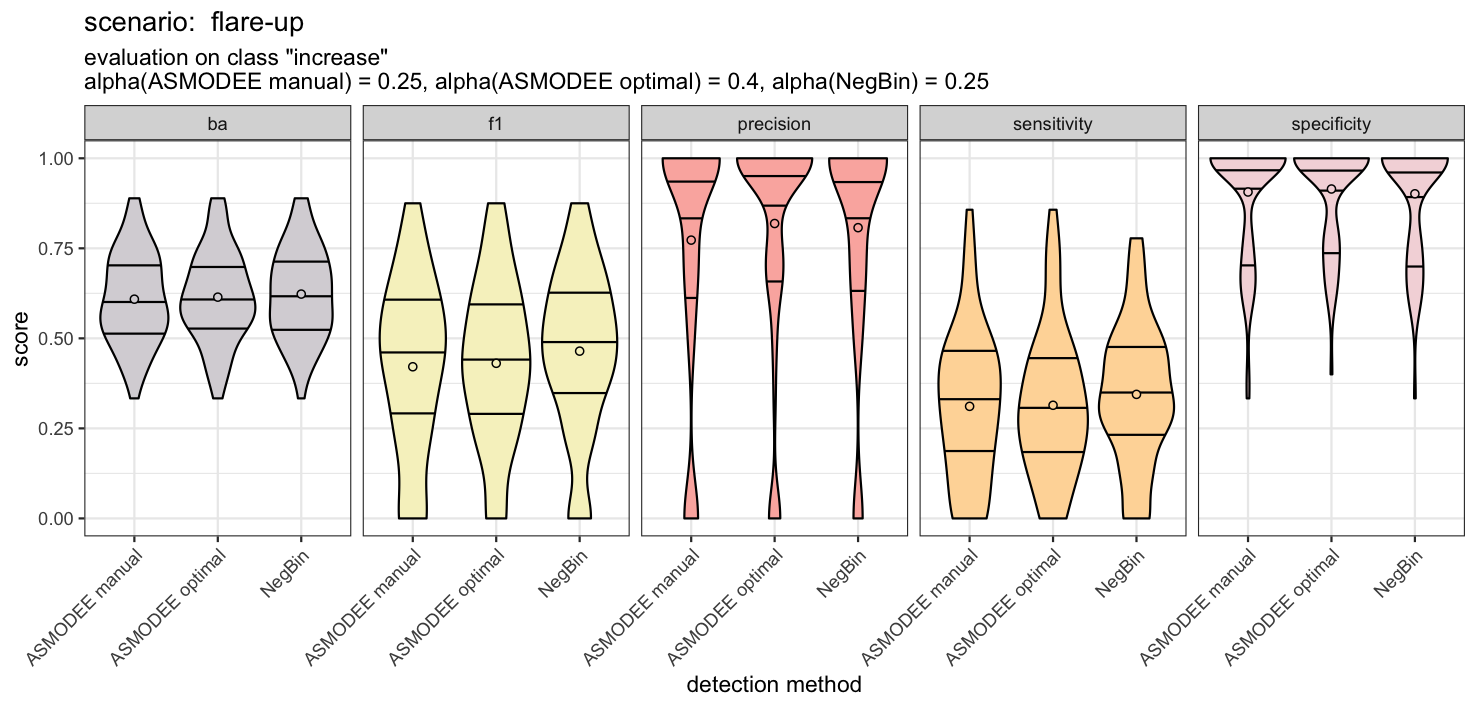 scenario:  flare-up
evaluation on class "increase"
alpha(ASMODEE manual) = 0.25, alpha(ASMODEE optimal) = 0.4, alpha(NegBin) = 0.25
ba
f1
precision
sensitivity
specificity
score
1.00
0.75
0.50
0.25
0.00
ASMODEE manual
ASMODEE optimal
NegBin
ASMODEE manual
ASMODEE optimal
NegBin
ASMODEE manual
ASMODEE optimal
NegBin
ASMODEE manual
ASMODEE optimal
NegBin
ASMODEE manual
ASMODEE optimal
NegBin
detection method